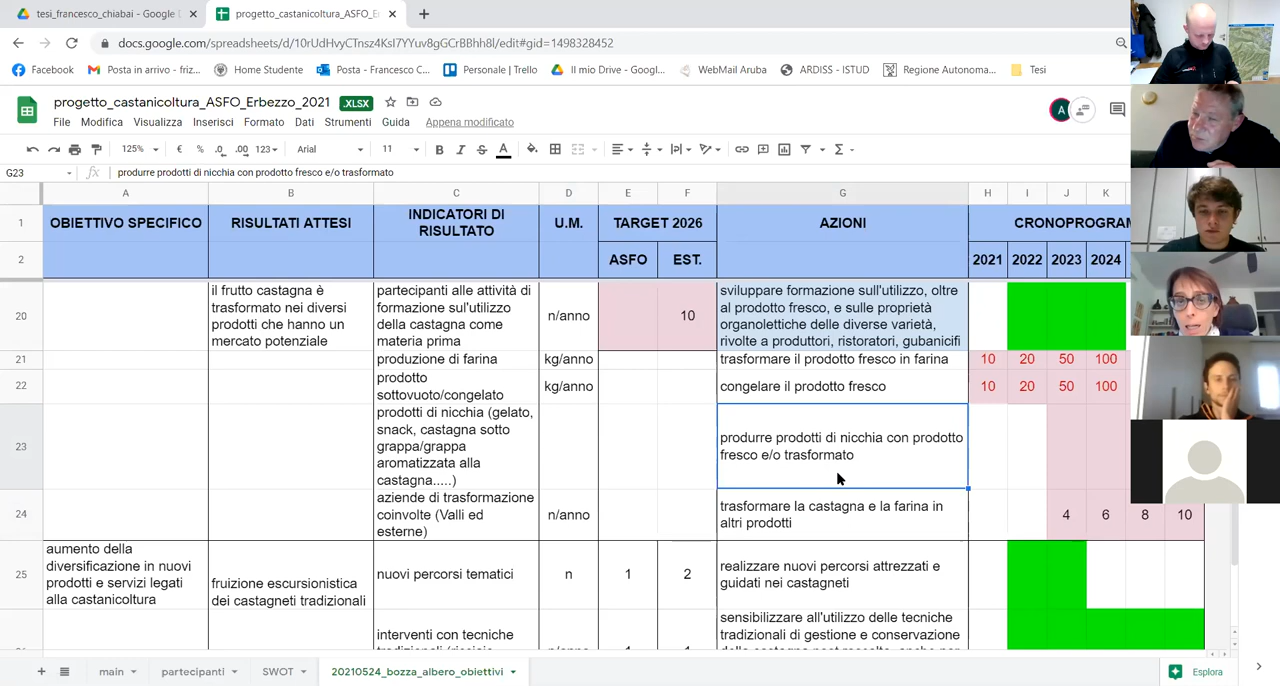 tesi_francesco_chiabai - Google
progetto_castanicoltura_ASFO_E
docs.google.com/spreadsheets/d/10rUdHvyCTnsz4KsI7YYuv8gGCrBBhh8l/edit#gid=1498328452
Facebook
Posta in arrivo - friz...
Home Studente
Posta - Francesco C...
Personale | Trello
Il mio Drive - Googl...
WebMail Aruba
ARDISS - ISTUD
Regione Autonoma...
Tesi
progetto_castanicoltura_ASFO_Erbezzo_2021 .XLSX
File Modifica Visualizza Inserisci Formato Dati Strumenti Guida Appena modificato
A
125% € % .0 .00 123 Arial 11 B I S A
G23 fx produrre prodotti di nicchia con prodotto fresco e/o trasformato
A B C D E F G H I J K
1 OBIETTIVO SPECIFICO RISULTATI ATTESI INDICATORI DI RISULTATO U.M. TARGET 2026 AZIONI CRONOPROGRAM
2 ASFO EST. 2021 2022 2023 2024
20
il frutto castagna è
trasformato nei diversi
prodotti che hanno un
mercato potenziale
partecipanti alle attività di
formazione sul'utizzo
della castagna come
materia prima
n/anno
10
sviluppare formazione sull'utilizzo, oltre
al prodotto fresco, e sulle proprietà
organolettiche delle diverse varietà,
rivolte a produttori, ristoratori, gubanicifi
21 produzione di farina kg/anno trasformare il prodotto fresco in farina 10 20 50 100
22
prodotto
sottovuoto/congelato
kg/anno congelare il prodotto fresco 10 20 50 100
23
prodotti di nicchia (gelato,
snack, castagna sotto
grappa/grappa
aromatizzata alla
castagna.....)
produrre prodotti di nicchia con prodotto
fresco e/o trasformato
24
aziende di trasformazione
coinvolte (Valli ed
esterne)
n/anno
trasformare la castagna e la farina in
altri prodotti
4 6 8 10
25
aumento della
diversificazione in nuovi
prodotti e servizi legati
alla castanicoltura
fruizione escursionistica
dei castagneti tradizionali
nuovi percorsi tematici
n 1 2
realizzare nuovi percorsi attrezzati e
guidati nei castagneti
interventi con tecniche
sensibilizzare all'utilizzo delle tecniche
tradizionali di gestione e conservazione
main partecipanti SWOT 20210524_bozza_albero_obiettivi
Esplora